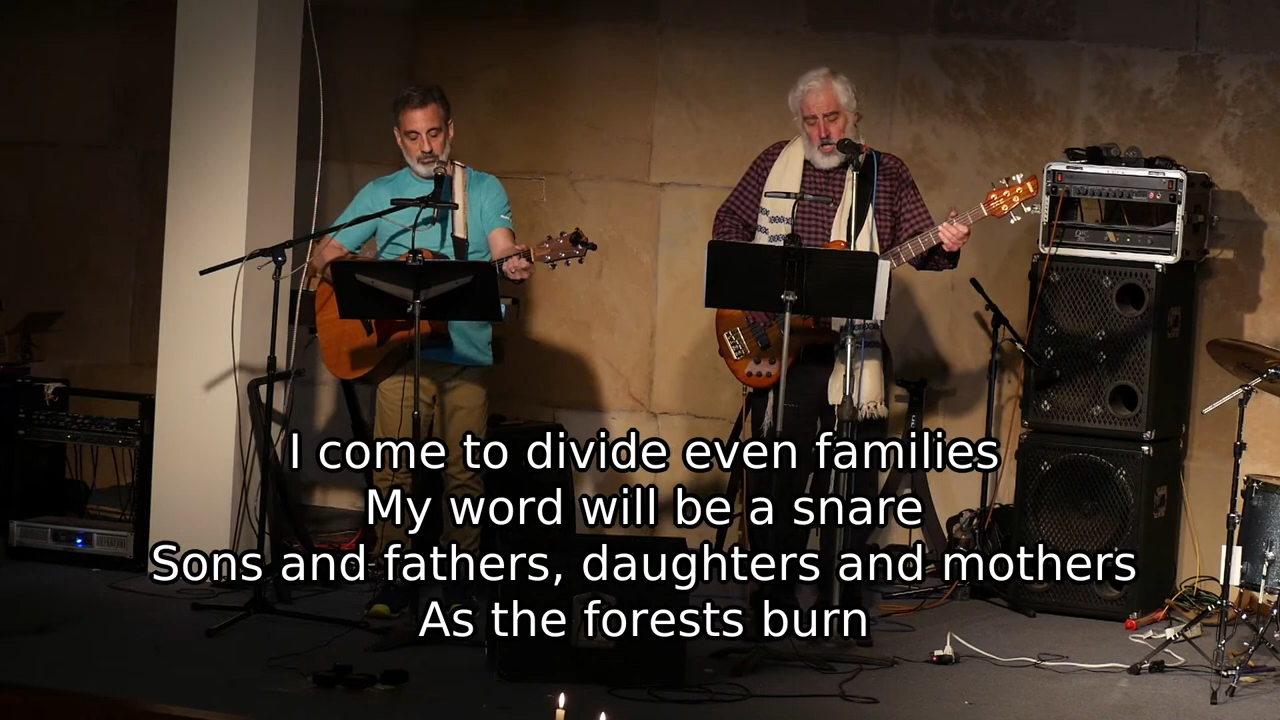 I come to divide even families
My word will be a snare
Sons and fathers, daughters and mothers
As the forests burn